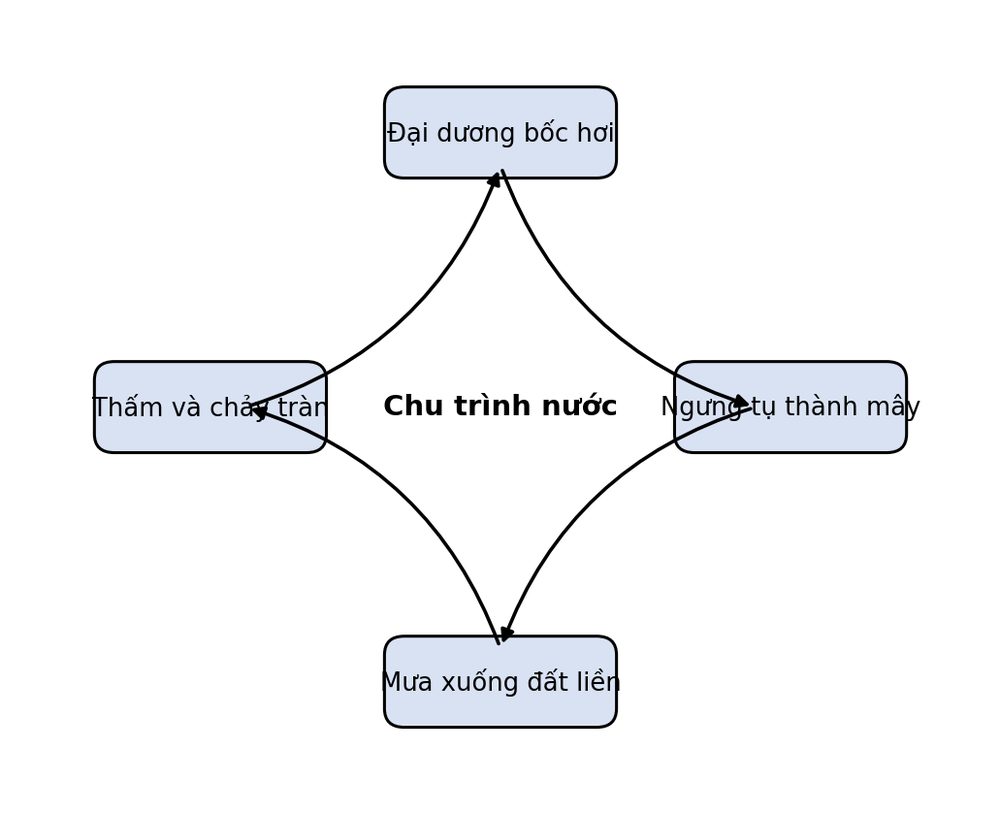 Đại dương bốc hơi
Thấm và chảy tràn
Chu trình nước
Ngưng tụ thành mây
Mưa xuống đất liền